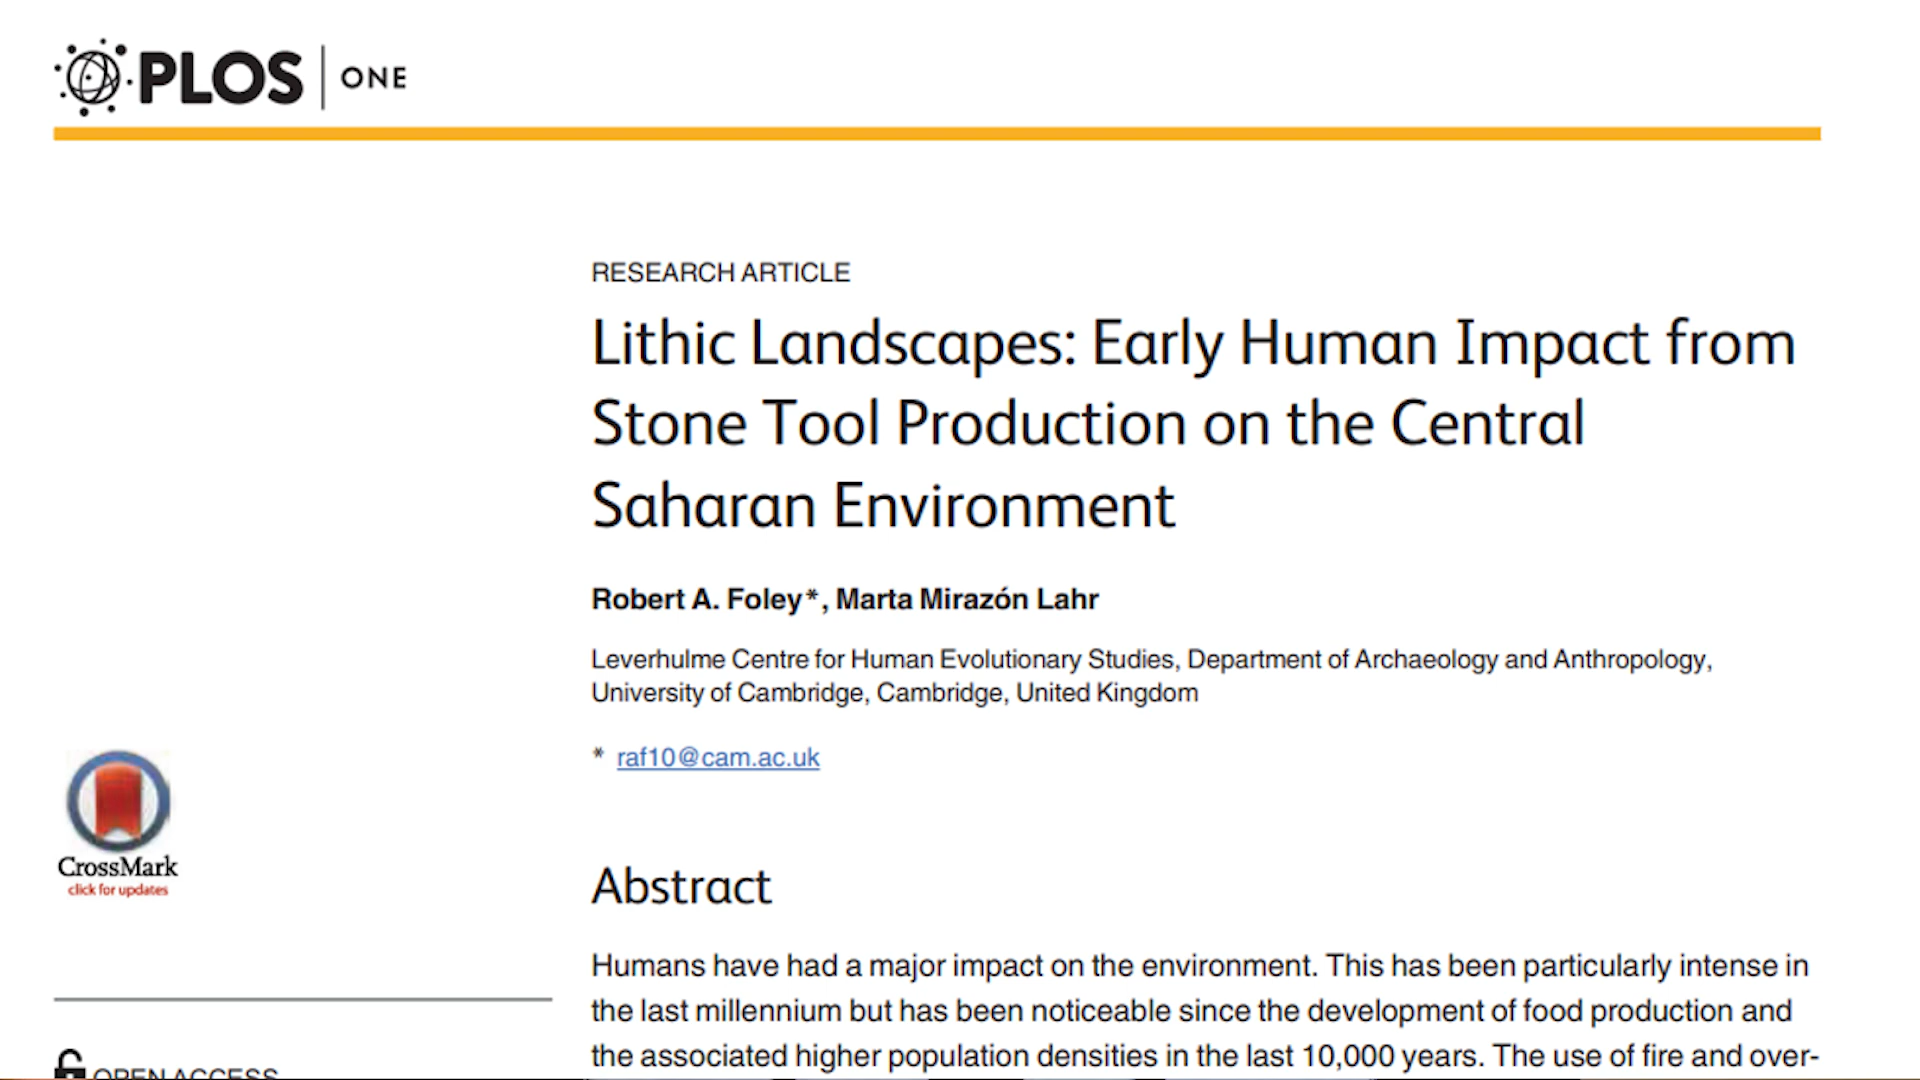 PLOS ONE
RESEARCH ARTICLE
Lithic Landscapes: Early Human Impact from
Stone Tool Production on the Central
Saharan Environment
Robert A. Foley*, Marta Mirazón Lahr
Leverhulme Centre for Human Evolutionary Studies, Department of Archaeology and Anthropology,
University of Cambridge, Cambridge, United Kingdom
* raf10@cam.ac.uk
CrossMark
click for updates
Abstract
Humans have had a major impact on the environment. This has been particularly intense in
the last millennium but has been noticeable since the development of food production and
the associated higher population densities in the last 10,000 years. The use of fire and over-
OPEN ACCESS